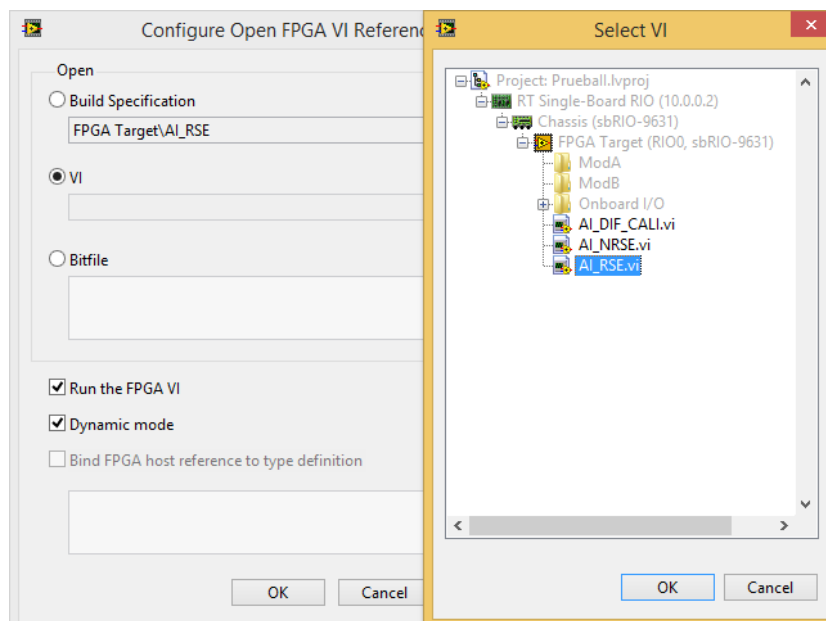 Configure Open FPGA VI Referen
Open
Build Specification
FPGA Target\AI_RSE
VI
Bitfile
Run the FPGA VI
Dynamic mode
Bind FPGA host reference to type definition
OK
Cancel
Select VI
x
Project: Prueball.lvproj
RT Single-Board RIO (10.0.0.2)
Chassis (sbRIO-9631)
FPGA Target (RIO0, sbRIO-9631)
ModA
ModB
Onboard I/O
AI_DIF_CALI.vi
AI_NRSE.vi
AI_RSE.vi
OK
Cancel